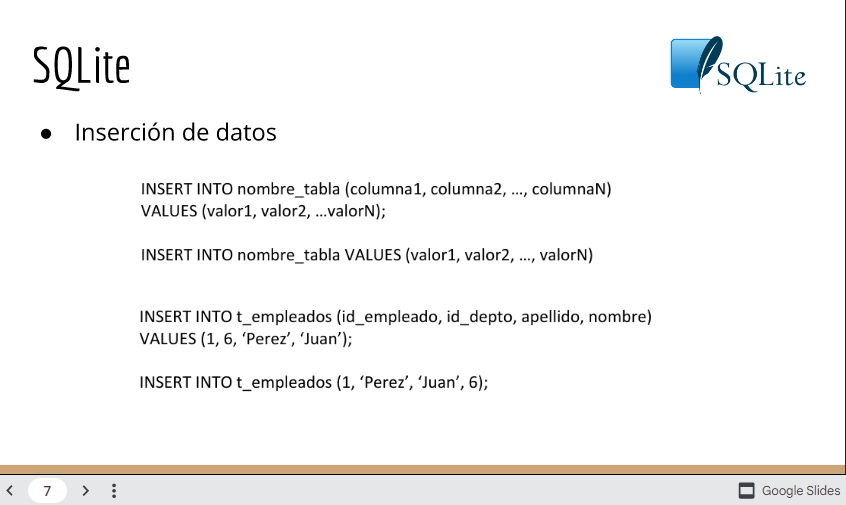 SQLite
SQLite
● Inserción de datos
INSERT INTO nombre_tabla (columna1, columna2, ..., columnaN)
VALUES (valor1, valor2, ...valorN);
INSERT INTO nombre_tabla VALUES (valor1, valor2, ..., valorN)
INSERT INTO t_empleados (id_empleado, id_depto, apellido, nombre)
VALUES (1, 6, ‘Perez’, ‘Juan’);
INSERT INTO t_empleados (1, ‘Perez’, ‘Juan’, 6);
7
Google Slides